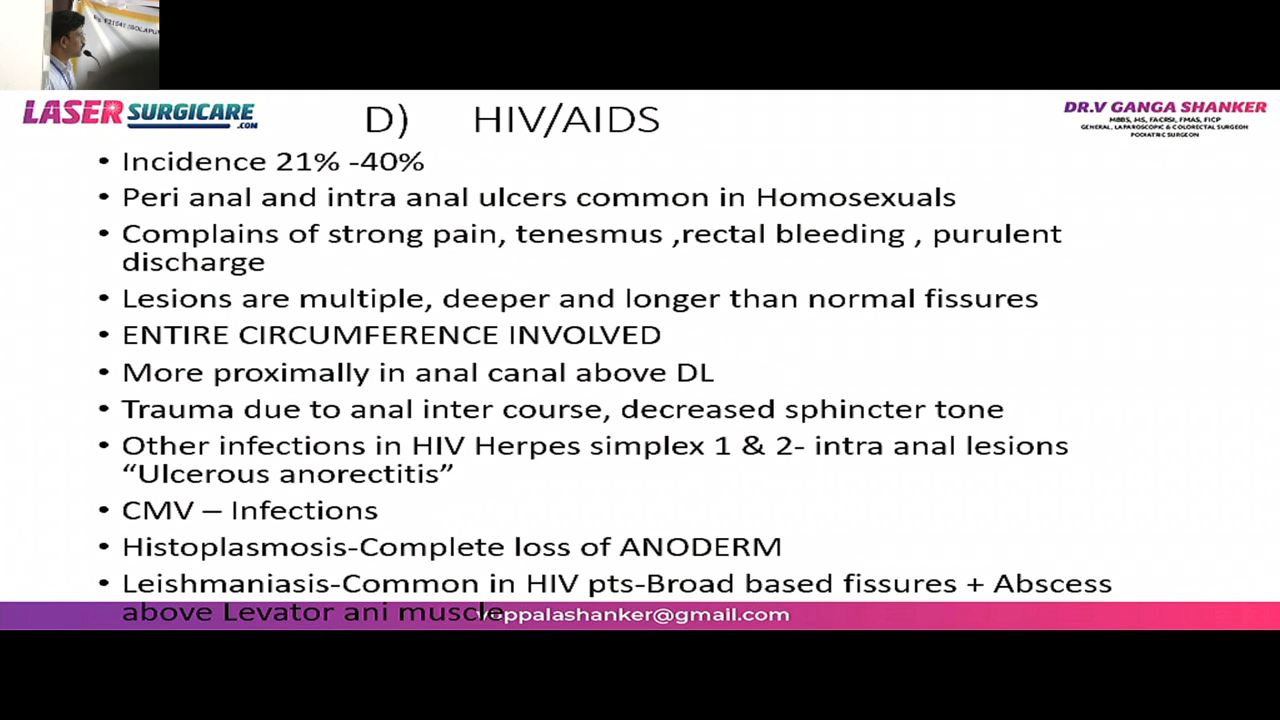 LASER SURGICARE
.COM
D) HIV/AIDS
DR.V GANGA SHANKER
MBBS, MS, FACRSI, FMAS, FICP
GENERAL, LAPAROSCOPIC & COLORECTAL SURGEON
PODIATRIC SURGEON
• Incidence 21% -40%
• Peri anal and intra anal ulcers common in Homosexuals
• Complains of strong pain, tenesmus ,rectal bleeding , purulent
discharge
• Lesions are multiple, deeper and longer than normal fissures
• ENTIRE CIRCUMFERENCE INVOLVED
• More proximally in anal canal above DL
• Trauma due to anal inter course, decreased sphincter tone
• Other infections in HIV Herpes simplex 1 & 2- intra anal lesions
“Ulcerous anorectitis”
• CMV – Infections
• Histoplasmosis-Complete loss of ANODERM
• Leishmaniasis-Common in HIV pts-Broad based fissures + Abscess
above Levator ani muscle